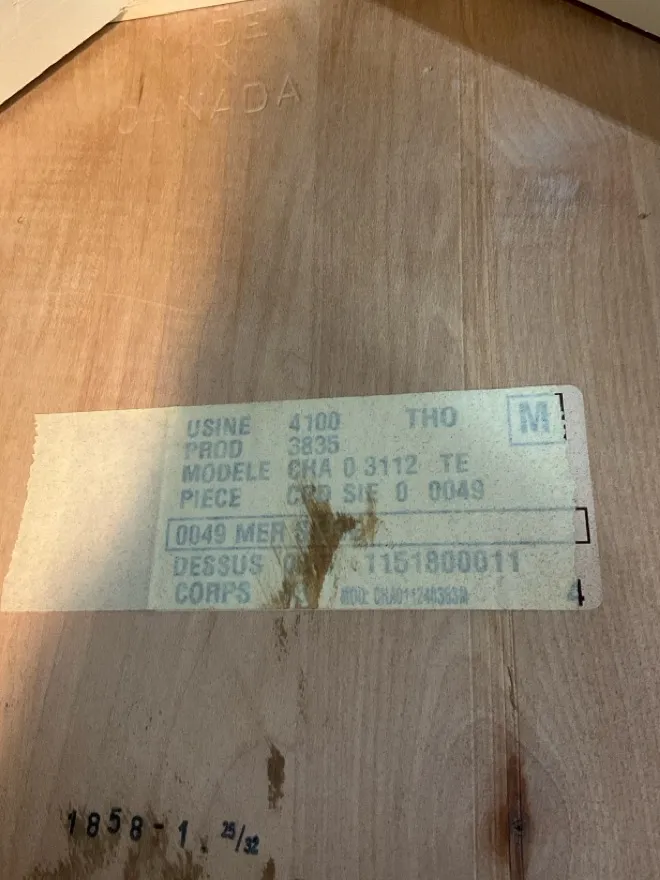 MADE
IN
CANADA
USINE 4100 THO M
PROD 3835
MODELE CHA 0 3112 TE
PIECE SIE 0 0049
0049 MER
DESSUS 1151800011
CORPS MOD:
1858-1. 25/32